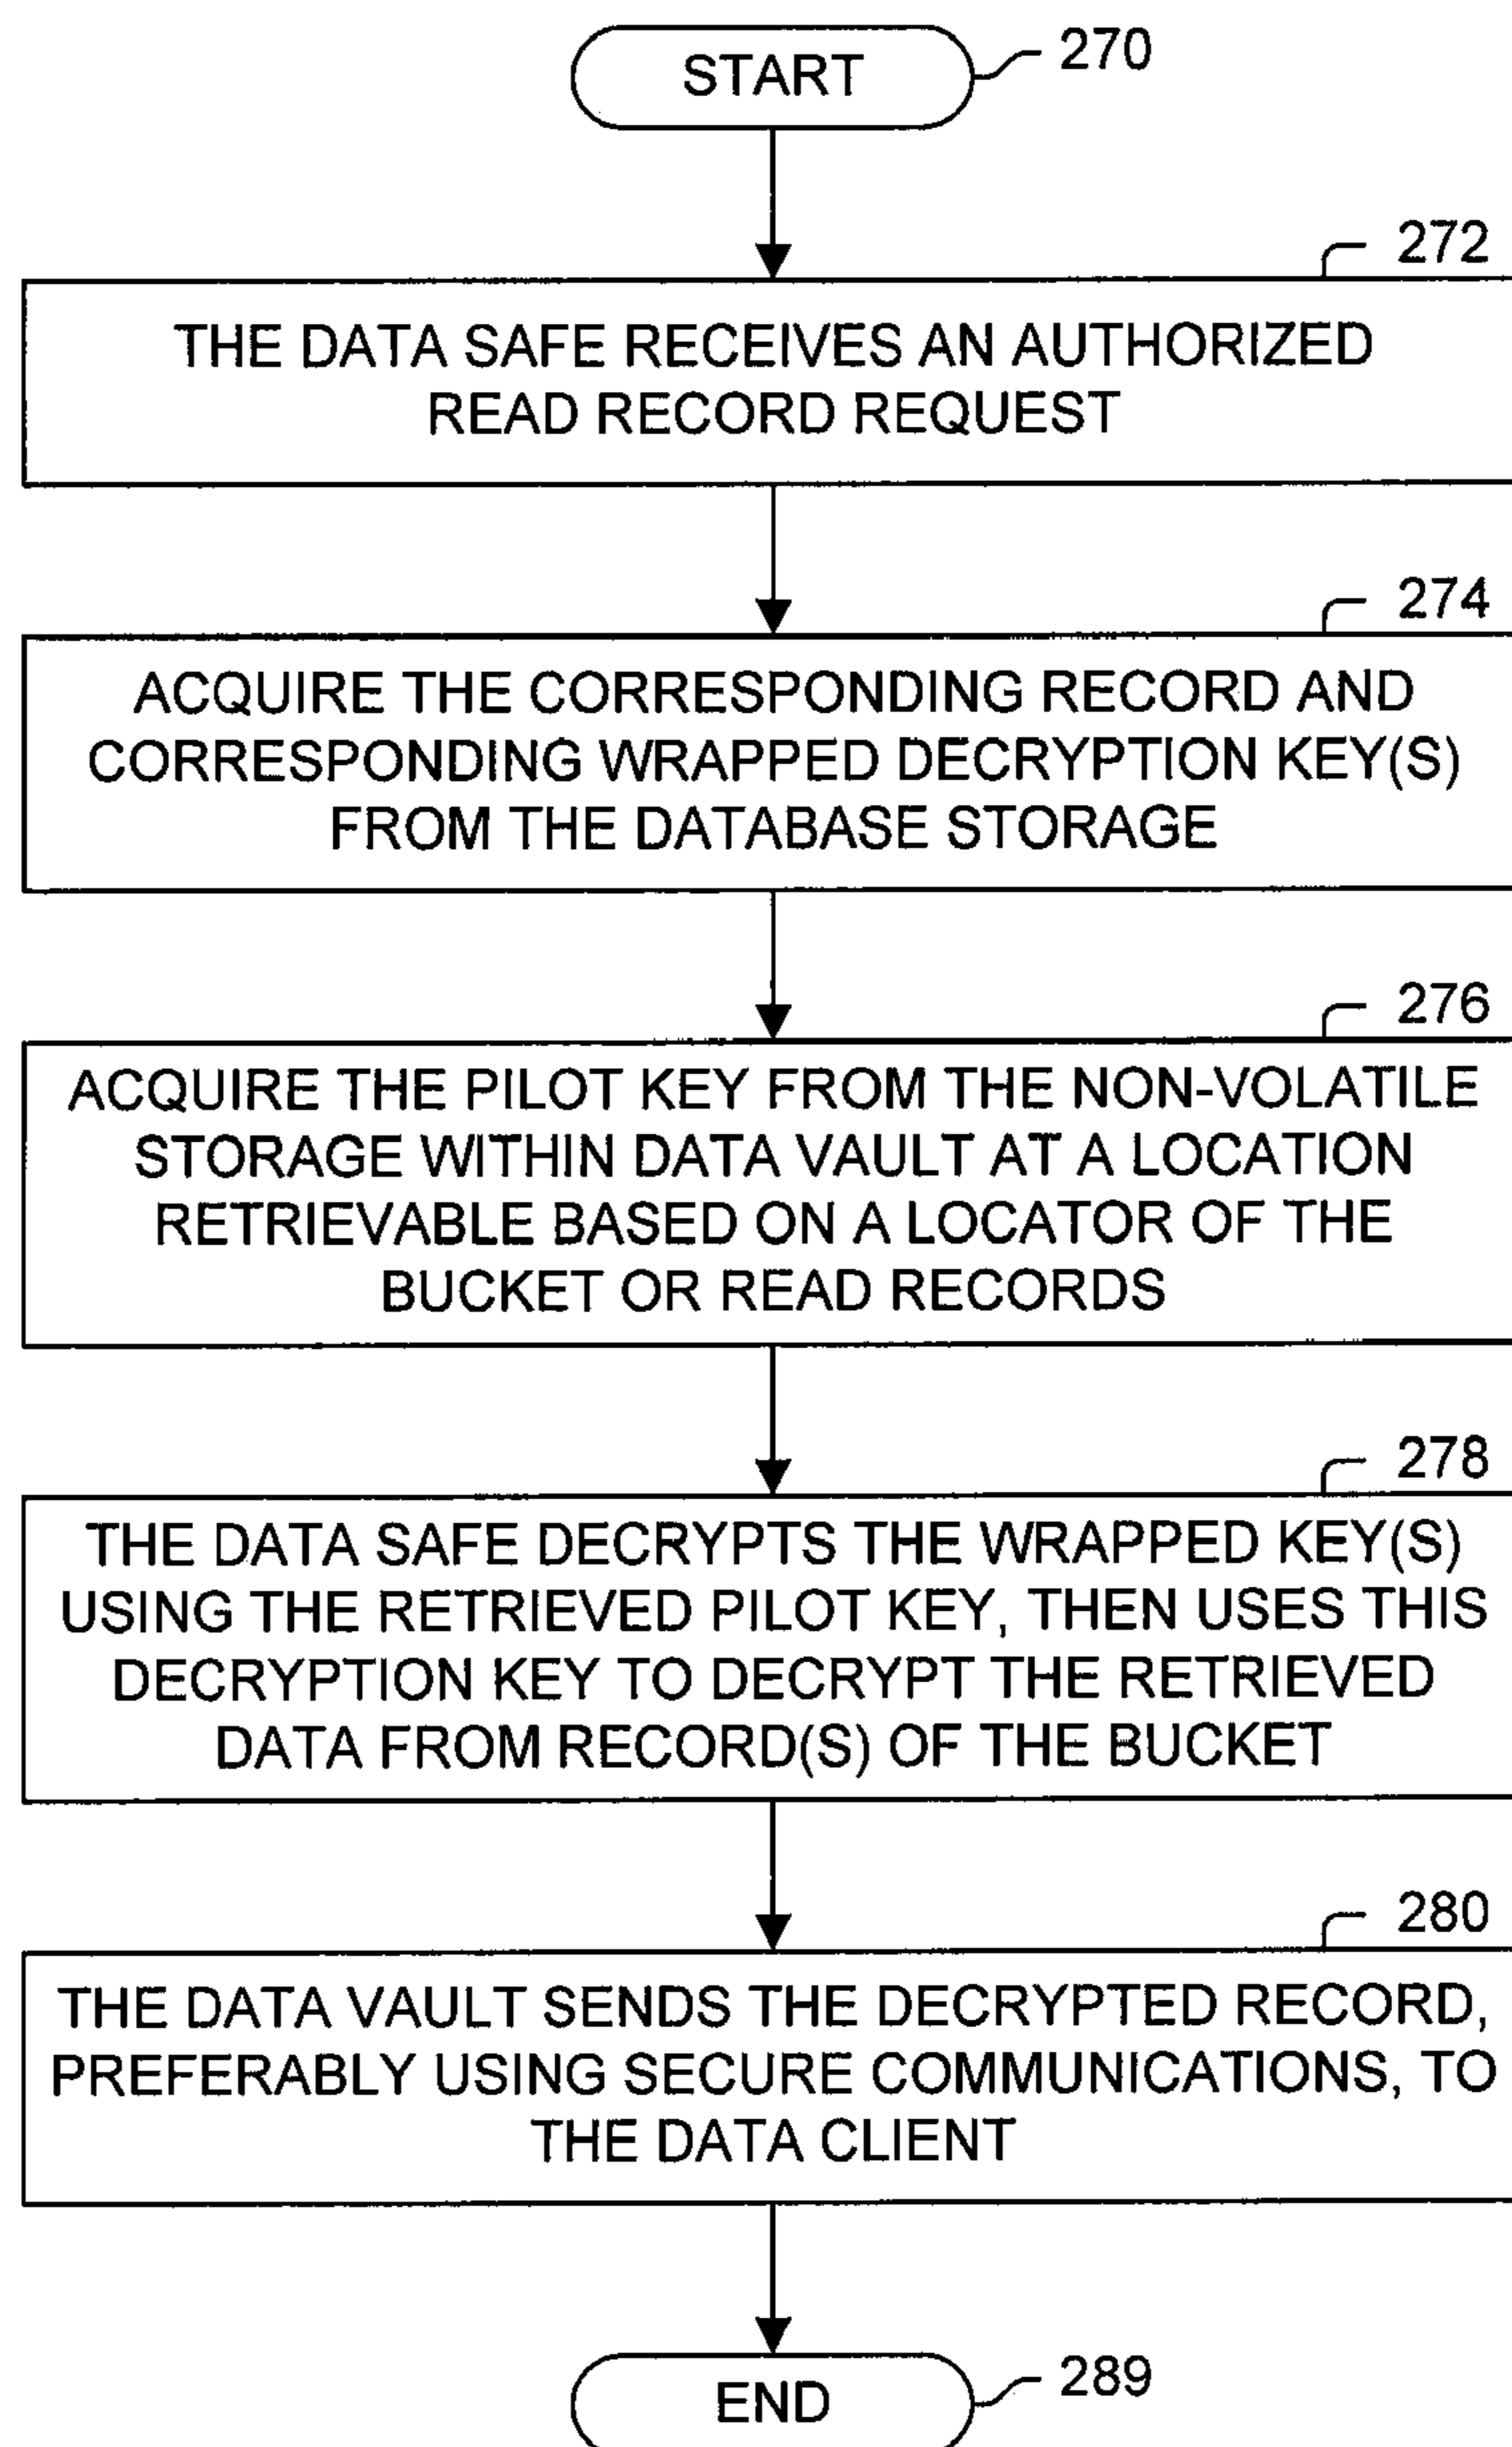 START
270
272
THE DATA SAFE RECEIVES AN AUTHORIZED
READ RECORD REQUEST
274
ACQUIRE THE CORRESPONDING RECORD AND
CORRESPONDING WRAPPED DECRYPTION KEY(S)
FROM THE DATABASE STORAGE
276
ACQUIRE THE PILOT KEY FROM THE NON-VOLATILE
STORAGE WITHIN DATA VAULT AT A LOCATION
RETRIEVABLE BASED ON A LOCATOR OF THE
BUCKET OR READ RECORDS
278
THE DATA SAFE DECRYPTS THE WRAPPED KEY(S)
USING THE RETRIEVED PILOT KEY, THEN USES THIS
DECRYPTION KEY TO DECRYPT THE RETRIEVED
DATA FROM RECORD(S) OF THE BUCKET
280
THE DATA VAULT SENDS THE DECRYPTED RECORD,
PREFERABLY USING SECURE COMMUNICATIONS, TO
THE DATA CLIENT
END
289